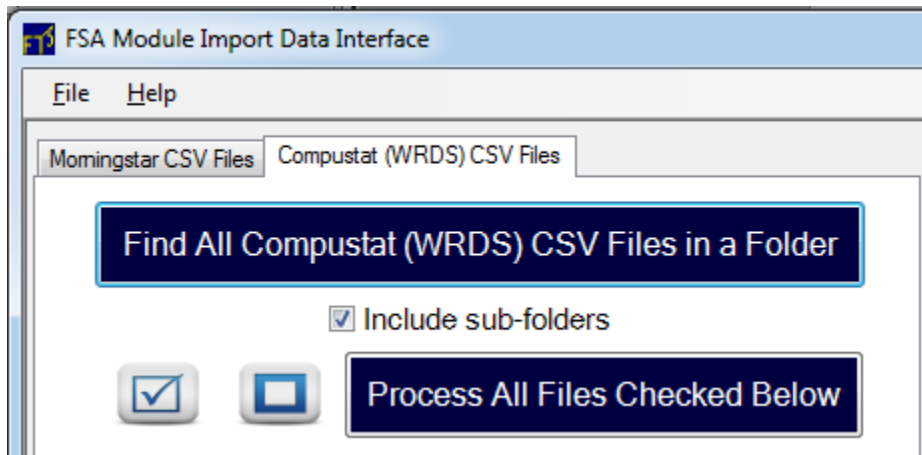 FTS
FSA Module Import Data Interface
File Help
Morningstar CSV Files Compustat (WRDS) CSV Files
Find All Compustat (WRDS) CSV Files in a Folder
Include sub-folders
Process All Files Checked Below